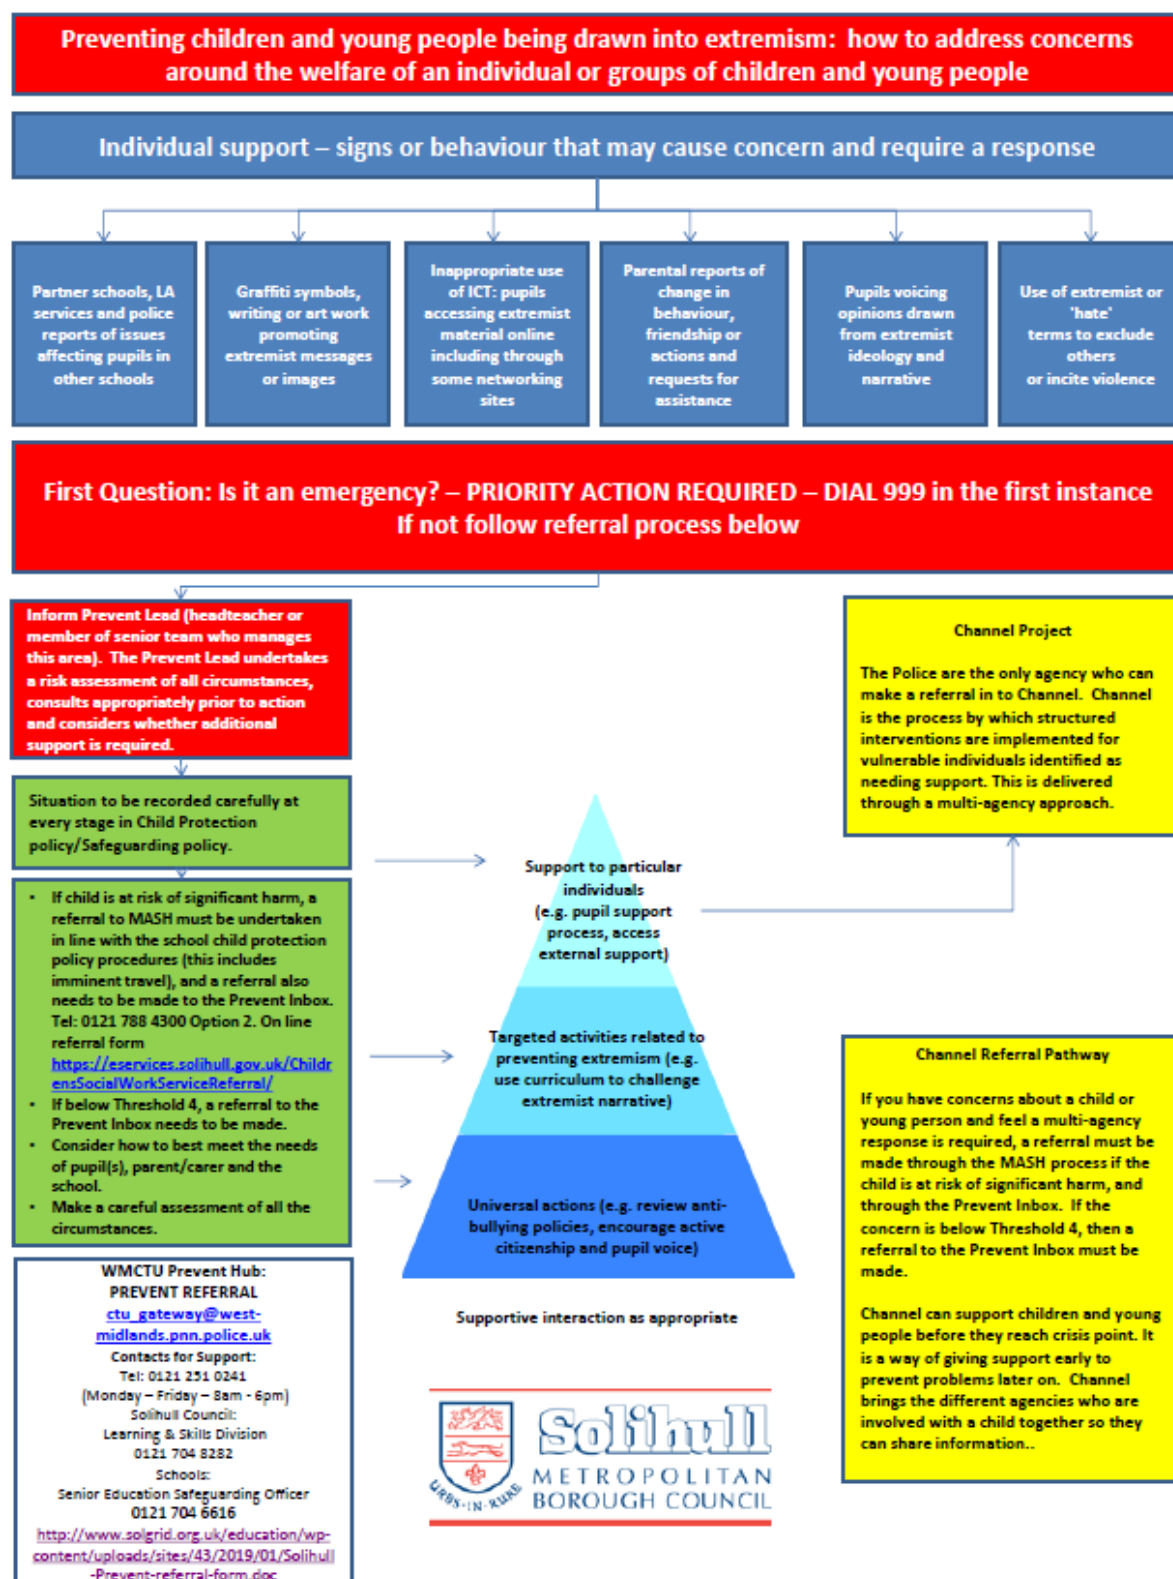 Preventing children and young people being drawn into extremism:  how to address concerns
around the welfare of an individual or groups of children and young people
Individual support – signs or behaviour that may cause concern and require a response
Partner schools, LA
services and police
reports of issues
affecting pupils in
other schools
Graffiti symbols,
writing or art work
promoting
extremist messages
or images
Inappropriate use
of ICT: pupils
accessing extremist
material online
including through
some networking
sites
Parental reports of
change in
behaviour,
friendship or
actions and
requests for
assistance
Pupils voicing
opinions drawn
from extremist
ideology and
narrative
Use of extremist or
'hate'
terms to exclude
others
or incite violence
First Question: Is it an emergency? – PRIORITY ACTION REQUIRED – DIAL 999 in the first instance
If not follow referral process below
Inform Prevent Lead (headteacher or
member of senior team who manages
this area).  The Prevent Lead undertakes
a risk assessment of all circumstances,
consults appropriately prior to action
and considers whether additional
support is required.
Situation to be recorded carefully at
every stage in Child Protection
policy/Safeguarding policy.
• If child is at risk of significant harm, a
referral to MASH must be undertaken
in line with the school child protection
policy procedures (this includes
imminent travel), and a referral also
needs to be made to the Prevent Inbox.
Tel: 0121 788 4300 Option 2. On line
referral form
https://eservices.solihull.gov.uk/Childr
ensSocialWorkServiceReferral/
• If below Threshold 4, a referral to the
Prevent Inbox needs to be made.
• Consider how to best meet the needs
of pupil(s), parent/carer and the
school.
• Make a careful assessment of all the
circumstances.
WMCTU Prevent Hub:
PREVENT REFERRAL
ctu_gateway@west-
midlands.pnn.police.uk
Contacts for Support:
Tel: 0121 251 0241
(Monday – Friday – 8am - 6pm)
Solihull Council:
Learning & Skills Division
0121 704 8282
Schools:
Senior Education Safeguarding Officer
0121 704 6616
http://www.solgrid.org.uk/education/wp-
content/uploads/sites/43/2019/01/Solihull
-Prevent-referral-form.doc
Support to particular
individuals
(e.g. pupil support
process, access
external support)
Targeted activities related to
preventing extremism (e.g.
use curriculum to challenge
extremist narrative)
Universal actions (e.g. review anti-
bullying policies, encourage active
citizenship and pupil voice)
Supportive interaction as appropriate
URBS-IN-RURE
Solihull
METROPOLITAN
BOROUGH COUNCIL
Channel Project
The Police are the only agency who can
make a referral in to Channel.  Channel
is the process by which structured
interventions are implemented for
vulnerable individuals identified as
needing support. This is delivered
through a multi-agency approach.
Channel Referral Pathway
If you have concerns about a child or
young person and feel a multi-agency
response is required, a referral must be
made through the MASH process if the
child is at risk of significant harm, and
through the Prevent Inbox.  If the
concern is below Threshold 4, then a
referral to the Prevent Inbox must be
made.
Channel can support children and young
people before they reach crisis point. It
is a way of giving support early to
prevent problems later on.  Channel
brings the different agencies who are
involved with a child together so they
can share information..